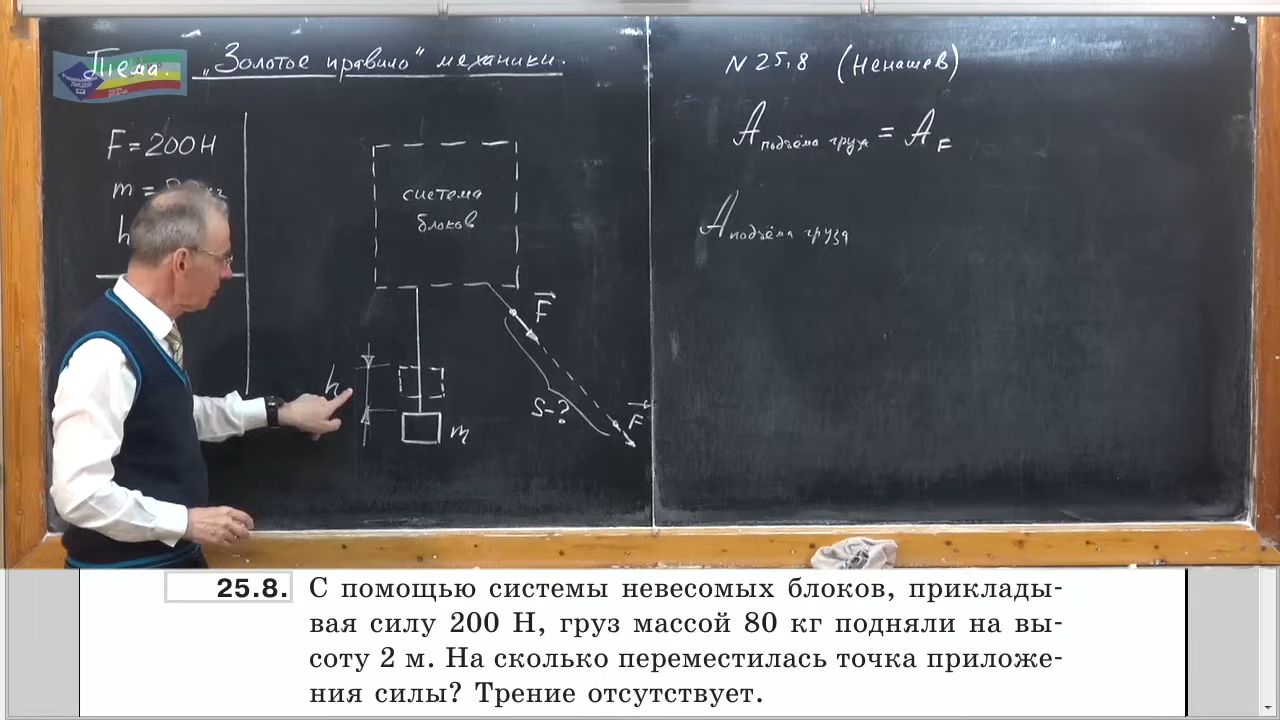 Тема. „Золотое правило" механики.
F = 200 Н
m =
h
система
блоков
F
h
m
S-?
F
N 25,8 (Ненашев)
A подъёма груза = A F
A подъёма груза
25.8. С помощью системы невесомых блоков, приклады-
вая силу 200 Н, груз массой 80 кг подняли на вы-
соту 2 м. На сколько переместилась точка приложе-
ния силы? Трение отсутствует.